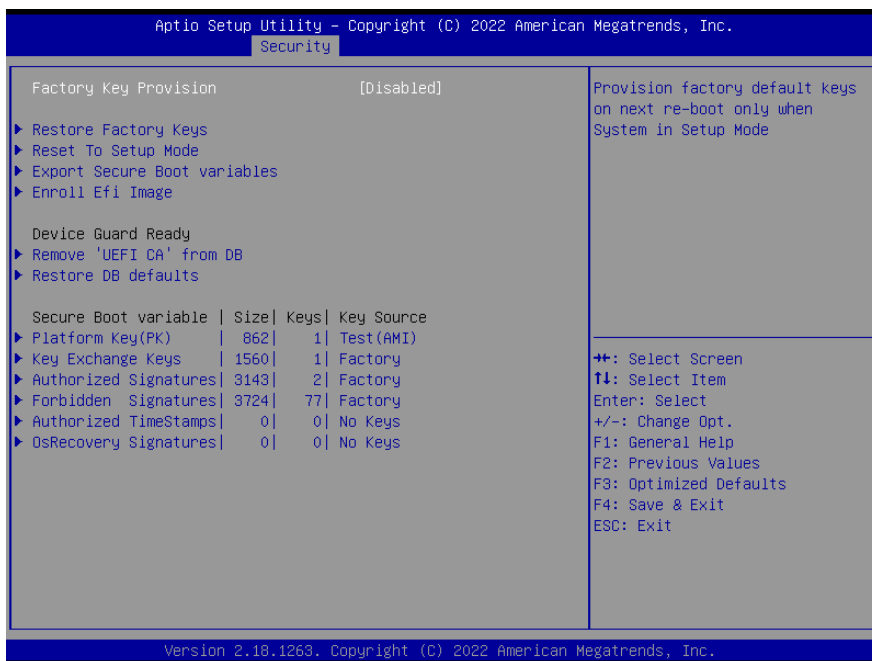 Aptio Setup Utility – Copyright (C) 2022 American Megatrends, Inc.
Security
Factory Key Provision [Disabled]
Restore Factory Keys
Reset To Setup Mode
Export Secure Boot variables
Enroll Efi Image
Device Guard Ready
Remove 'UEFI CA' from DB
Restore DB defaults
Secure Boot variable | Size| Keys| Key Source
Platform Key(PK) | 862| 1| Test(AMI)
Key Exchange Keys | 1560| 1| Factory
Authorized Signatures| 3143| 2| Factory
Forbidden Signatures| 3724| 77| Factory
Authorized TimeStamps| 0| 0| No Keys
OsRecovery Signatures| 0| 0| No Keys
Provision factory default keys
on next re-boot only when
System in Setup Mode
→←: Select Screen
↑↓: Select Item
Enter: Select
+/-: Change Opt.
F1: General Help
F2: Previous Values
F3: Optimized Defaults
F4: Save & Exit
ESC: Exit
Version 2.18.1263. Copyright (C) 2022 American Megatrends, Inc.